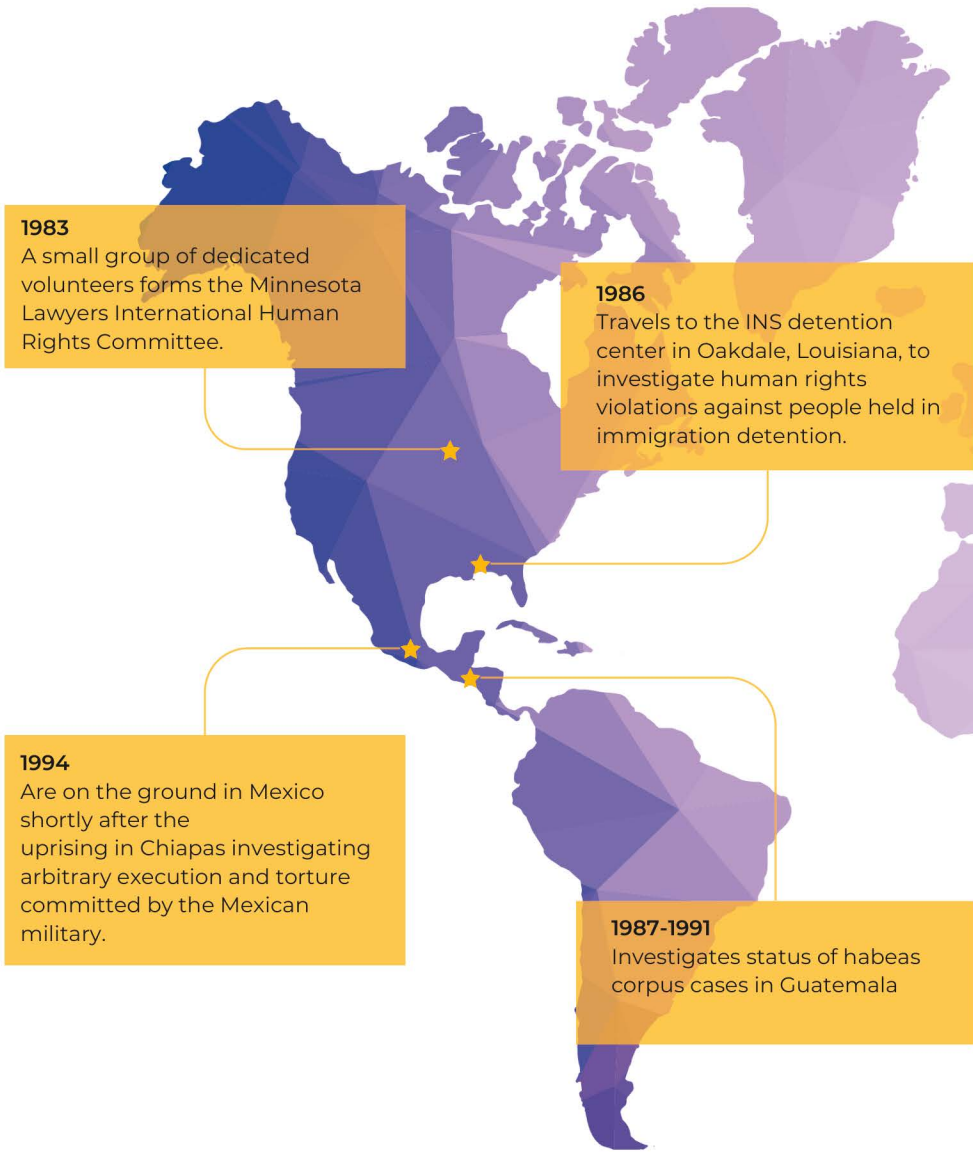 1983
A small group of dedicated
volunteers forms the Minnesota
Lawyers International Human
Rights Committee.
1986
Travels to the INS detention
center in Oakdale, Louisiana, to
investigate human rights
violations against people held in
immigration detention.
1994
Are on the ground in Mexico
shortly after the
uprising in Chiapas investigating
arbitrary execution and torture
committed by the Mexican
military.
1987-1991
Investigates status of habeas
corpus cases in Guatemala